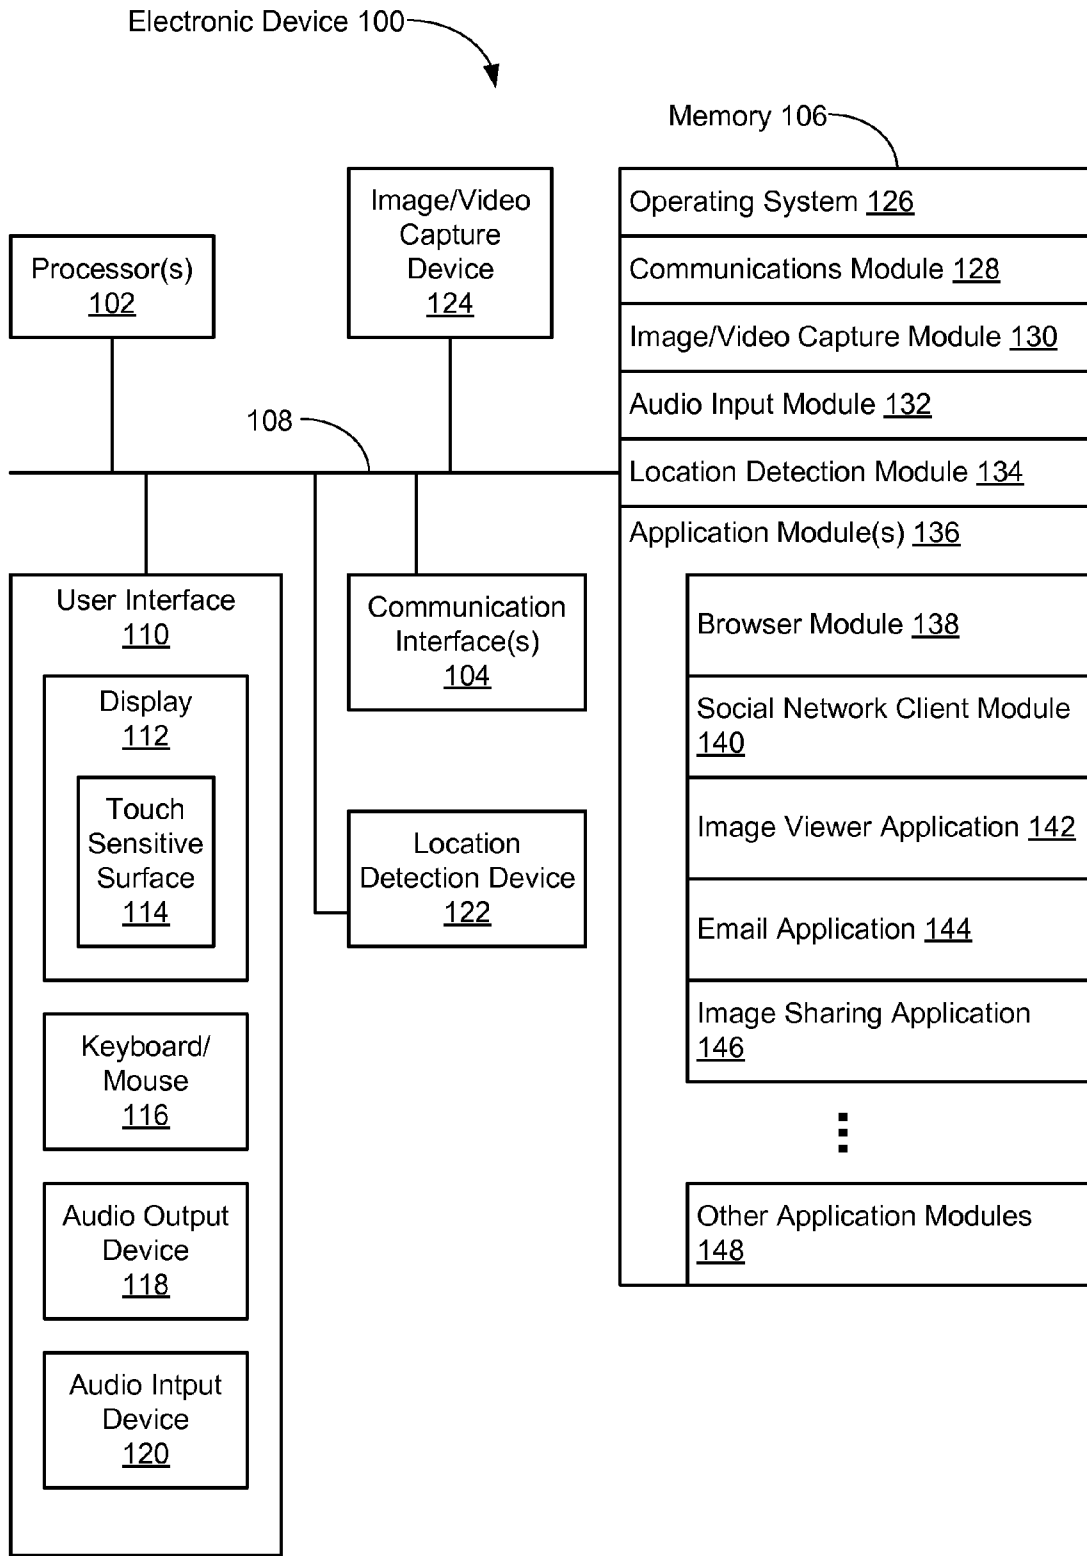 Electronic Device 100
Memory 106
Image/Video
Capture
Device
124
Processor(s)
102
108
User Interface
110
Display
112
Touch
Sensitive
Surface
114
Keyboard/
Mouse
116
Audio Output
Device
118
Audio Intput
Device
120
Communication
Interface(s)
104
Location
Detection Device
122
Operating System 126
Communications Module 128
Image/Video Capture Module 130
Audio Input Module 132
Location Detection Module 134
Application Module(s) 136
Browser Module 138
Social Network Client Module
140
Image Viewer Application 142
Email Application 144
Image Sharing Application
146
Other Application Modules
148